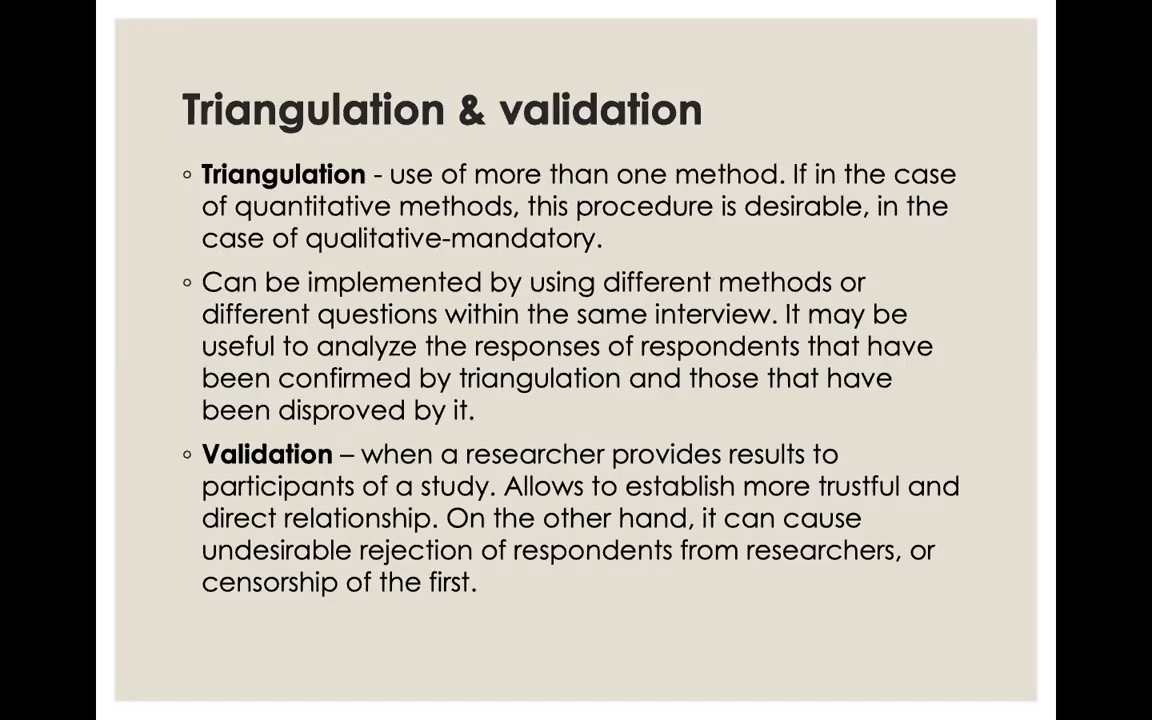 Triangulation & validation
◦ Triangulation - use of more than one method. If in the case
of quantitative methods, this procedure is desirable, in the
case of qualitative-mandatory.
◦ Can be implemented by using different methods or
different questions within the same interview. It may be
useful to analyze the responses of respondents that have
been confirmed by triangulation and those that have
been disproved by it.
◦ Validation – when a researcher provides results to
participants of a study. Allows to establish more trustful and
direct relationship. On the other hand, it can cause
undesirable rejection of respondents from researchers, or
censorship of the first.